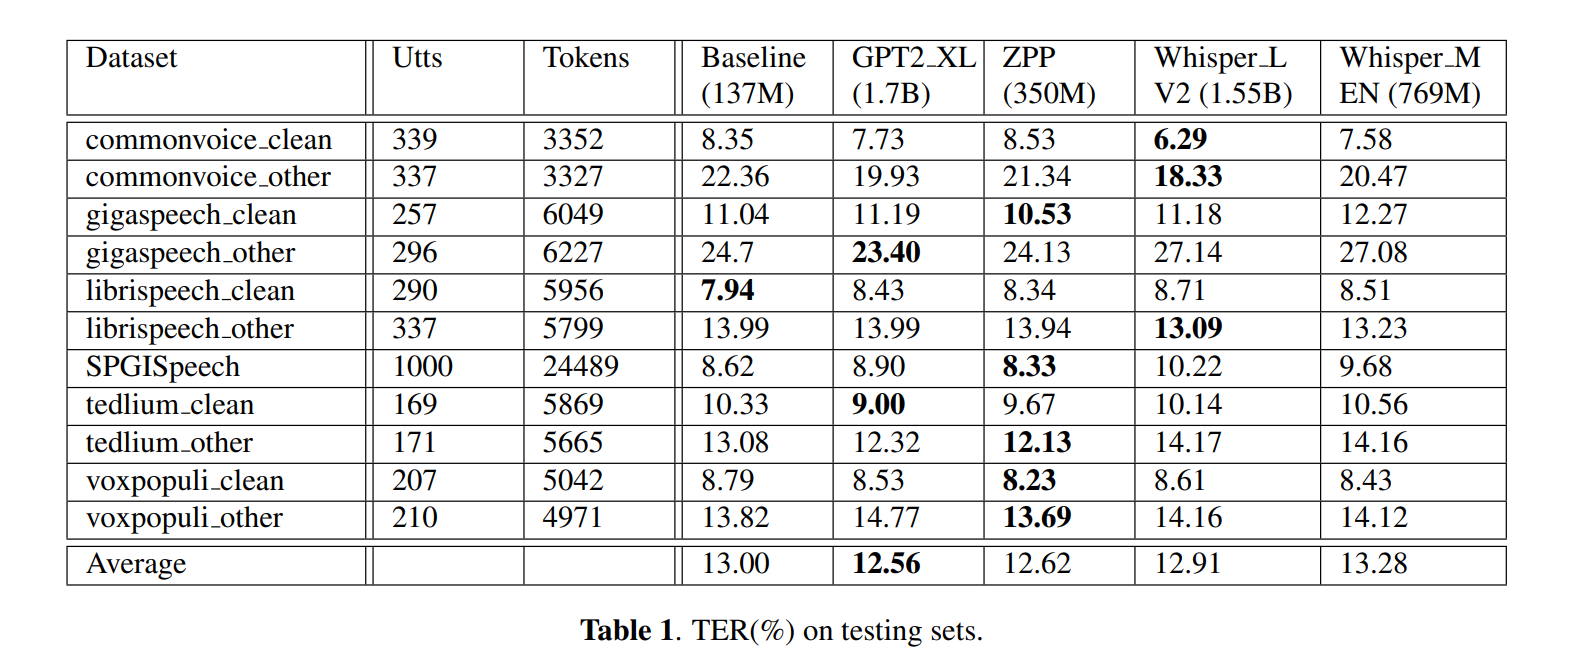 Dataset Utts Tokens Baseline GPT2_XL ZPP Whisper_L Whisper_M
(137M) (1.7B) (350M) V2 (1.55B) EN (769M)
commonvoice_clean 339 3352 8.35 7.73 8.53 6.29 7.58
commonvoice_other 337 3327 22.36 19.93 21.34 18.33 20.47
gigaspeech_clean 257 6049 11.04 11.19 10.53 11.18 12.27
gigaspeech_other 296 6227 24.7 23.40 24.13 27.14 27.08
librispeech_clean 290 5956 7.94 8.43 8.34 8.71 8.51
librispeech_other 337 5799 13.99 13.99 13.94 13.09 13.23
SPGISpeech 1000 24489 8.62 8.90 8.33 10.22 9.68
tedlium_clean 169 5869 10.33 9.00 9.67 10.14 10.56
tedlium_other 171 5665 13.08 12.32 12.13 14.17 14.16
voxpopuli_clean 207 5042 8.79 8.53 8.23 8.61 8.43
voxpopuli_other 210 4971 13.82 14.77 13.69 14.16 14.12
Average 13.00 12.56 12.62 12.91 13.28
Table 1. TER(%) on testing sets.